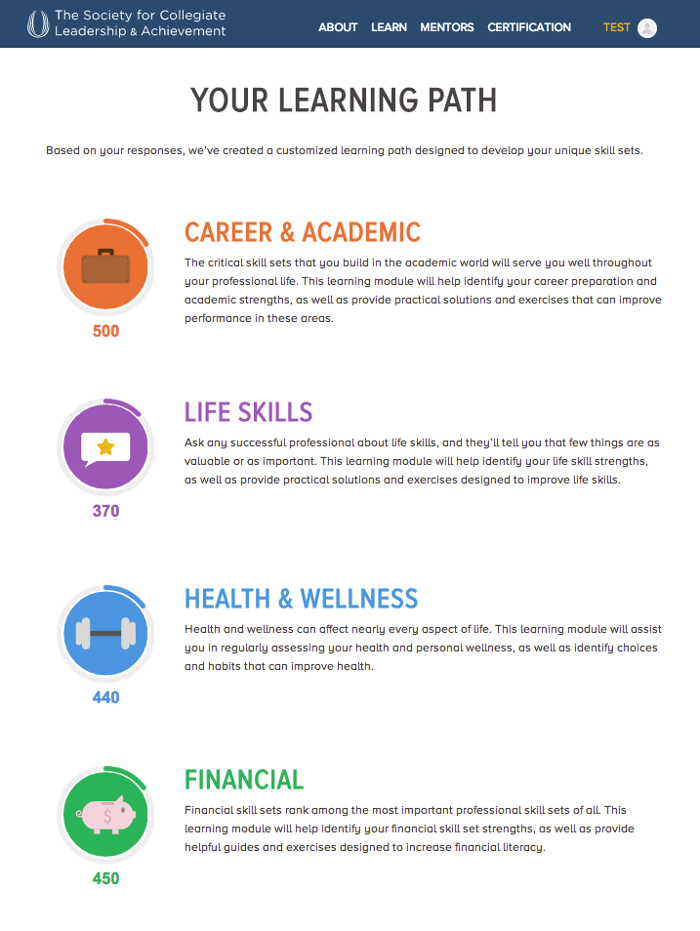 The Society for Collegiate
Leadership & Achievement
ABOUT LEARN MENTORS CERTIFICATION TEST
YOUR LEARNING PATH
Based on your responses, we've created a customized learning path designed to develop your unique skill sets.
CAREER & ACADEMIC
The critical skill sets that you build in the academic world will serve you well throughout
your professional life. This learning module will help identify your career preparation and
academic strengths, as well as provide practical solutions and exercises that can improve
performance in these areas.
500
LIFE SKILLS
Ask any successful professional about life skills, and they'll tell you that few things are as
valuable or as important. This learning module will help identify your life skill strengths,
as well as provide practical solutions and exercises designed to improve life skills.
370
HEALTH & WELLNESS
Health and wellness can affect nearly every aspect of life. This learning module will assist
you in regularly assessing your health and personal wellness, as well as identify choices
and habits that can improve health.
440
FINANCIAL
Financial skill sets rank among the most important professional skill sets of all. This
learning module will help identify your financial skill set strengths, as well as provide
helpful guides and exercises designed to increase financial literacy.
$
450